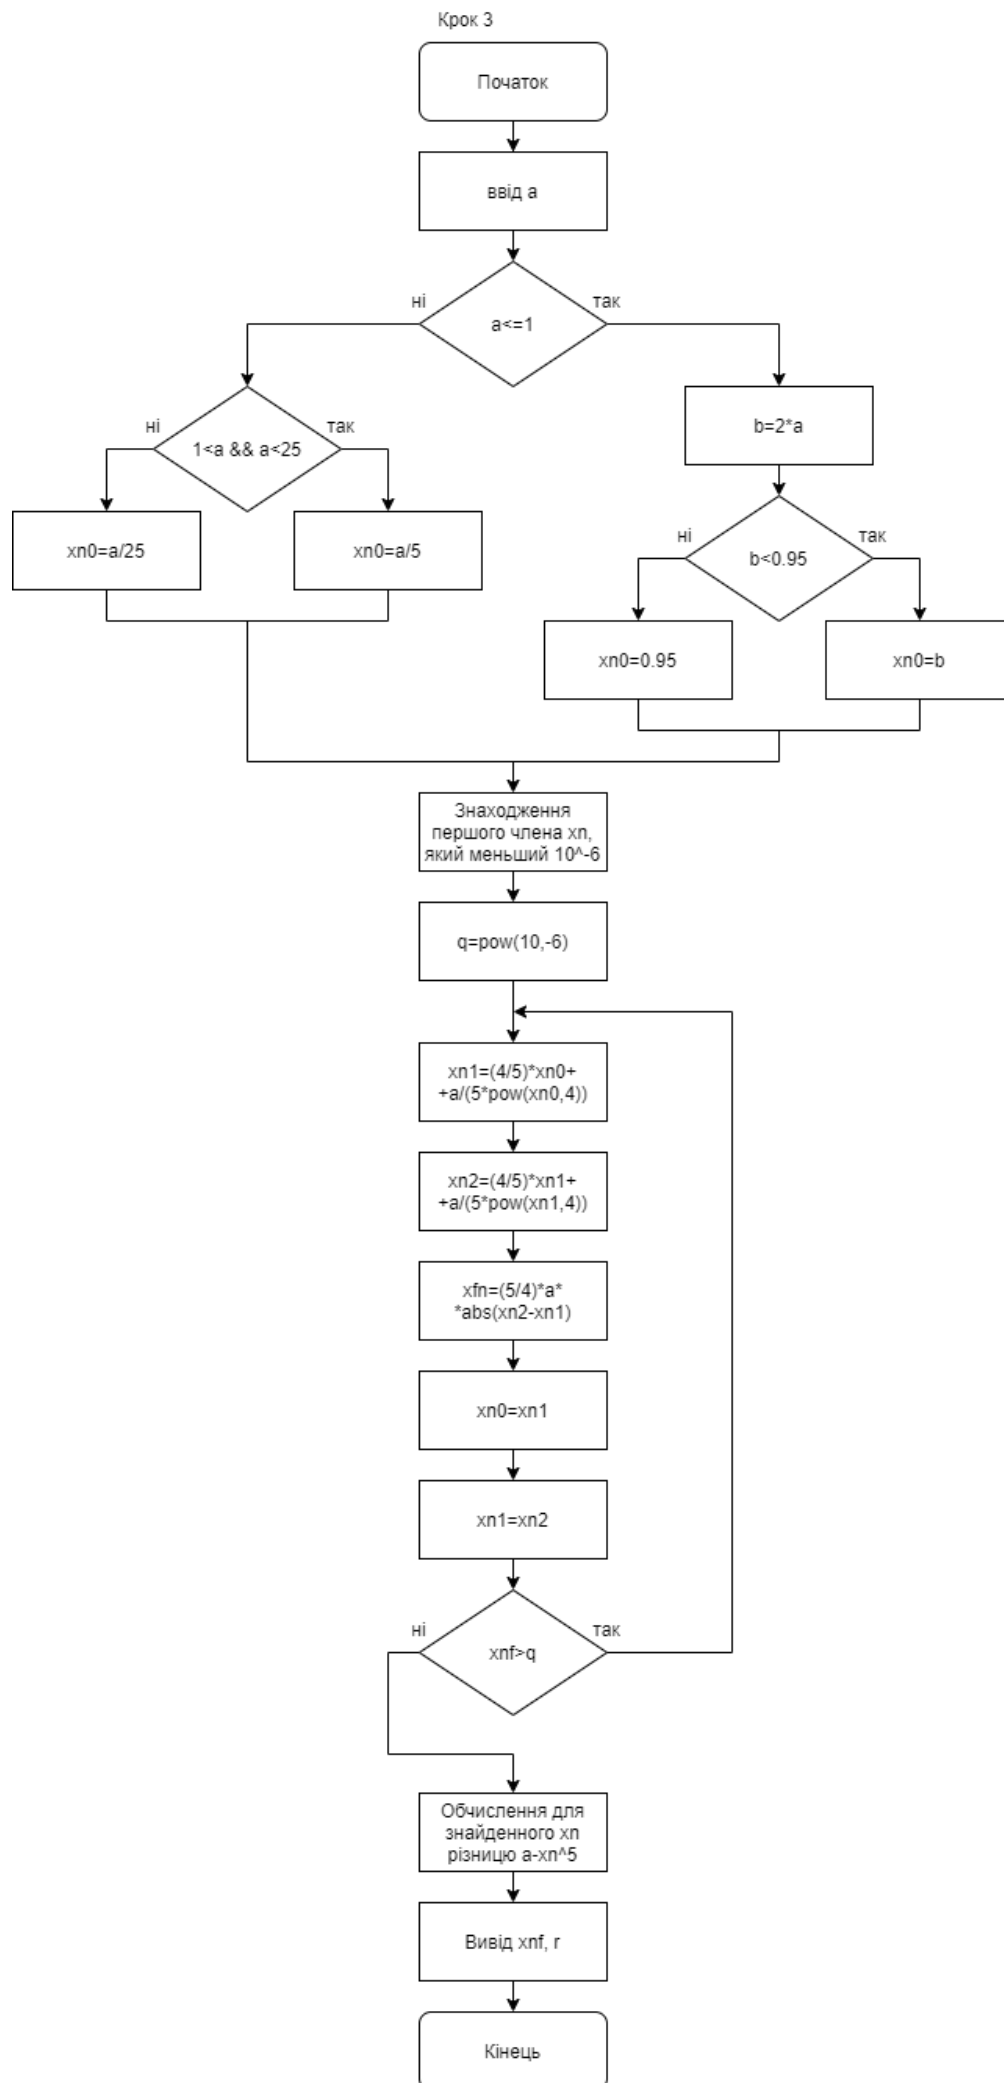 Крок 3
Початок
ввід a
ні
так
a<=1
ні
так
1<a && a<25
b=2*a
xn0=a/25
xn0=a/5
ні
так
b<0.95
xn0=0.95
xn0=b
Знаходження
першого члена xn,
який меньший 10^-6
q=pow(10,-6)
xn1=(4/5)*xn0+
+a/(5*pow(xn0,4))
xn2=(4/5)*xn1+
+a/(5*pow(xn1,4))
xfn=(5/4)*a*
*abs(xn2-xn1)
xn0=xn1
xn1=xn2
ні
так
xnf>q
Обчислення для
знайденного xn
різницю a-xn^5
Вивід xnf, r
Кінець